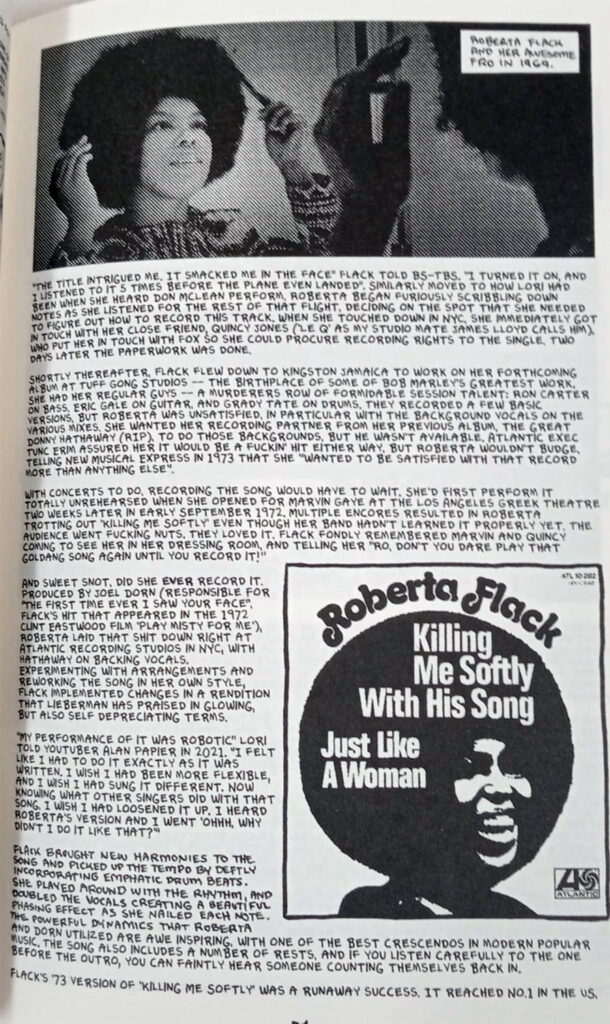 ROBERTA FLACK
AND HER AWESOME
FRO IN 1969.
"THE TITLE INTRIGUED ME. IT SMACKED ME IN THE FACE" FLACK TOLD BS-TBS. "I TURNED IT ON, AND
I LISTENED TO IT 5 TIMES BEFORE THE PLANE EVEN LANDED". SIMILARLY MOVED TO HOW LORI HAD
BEEN WHEN SHE HEARD DON MCLEAN PERFORM, ROBERTA BEGAN FURIOUSLY SCRIBBLING DOWN
NOTES AS SHE LISTENED FOR THE REST OF THAT FLIGHT, DECIDING ON THE SPOT THAT SHE NEEDED
TO FIGURE OUT HOW TO RECORD THIS TRACK. WHEN SHE TOUCHED DOWN IN NYC, SHE IMMEDIATELY GOT
IN TOUCH WITH HER CLOSE FRIEND, QUINCY JONES ('LE Q' AS MY STUDIO MATE JAMES LLOYD CALLS HIM),
WHO PUT HER IN TOUCH WITH FOX SO SHE COULD PROCURE RECORDING RIGHTS TO THE SINGLE. TWO
DAYS LATER THE PAPERWORK WAS DONE.
SHORTLY THEREAFTER, FLACK FLEW DOWN TO KINGSTON JAMAICA TO WORK ON HER FORTHCOMING
ALBUM AT TUFF GONG STUDIOS -- THE BIRTHPLACE OF SOME OF BOB MARLEY'S GREATEST WORK.
SHE HAD HER REGULAR GUYS -- A MURDERERS ROW OF FORMIDABLE SESSION TALENT: RON CARTER
ON BASS, ERIC GALE ON GUITAR, AND GRADY TATE ON DRUMS, THEY RECORDED A FEW BASIC
VERSIONS, BUT ROBERTA WAS UNSATISFIED, IN PARTICULAR WITH THE BACKGROUND VOCALS ON THE
VARIOUS MIXES. SHE WANTED HER RECORDING PARTNER FROM HER PREVIOUS ALBUM, THE GREAT
DONNY HATHAWAY (RIP), TO DO THOSE BACKGROUNDS, BUT HE WASN'T AVAILABLE. ATLANTIC EXEC
TUNC ERIM ASSURED HER IT WOULD BE A FUCKIN' HIT EITHER WAY, BUT ROBERTA WOULDN'T BUDGE,
TELLING NEW MUSICAL EXPRESS IN 1973 THAT SHE "WANTED TO BE SATISFIED WITH THAT RECORD
MORE THAN ANYTHING ELSE".
WITH CONCERTS TO DO, RECORDING THE SONG WOULD HAVE TO WAIT. SHE'D FIRST PERFORM IT
TOTALLY UNREHEARSED WHEN SHE OPENED FOR MARVIN GAYE AT THE LOS ANGELES GREEK THEATRE
TWO WEEKS LATER IN EARLY SEPTEMBER 1972. MULTIPLE ENCORES RESULTED IN ROBERTA
TROTTING OUT 'KILLING ME SOFTLY' EVEN THOUGH HER BAND HADN'T LEARNED IT PROPERLY YET. THE
AUDIENCE WENT FUCKING NUTS. THEY LOVED IT. FLACK FONDLY REMEMBERED MARVIN AND QUINCY
COMING TO SEE HER IN HER DRESSING ROOM, AND TELLING HER "RO, DON'T YOU DARE PLAY THAT
GOLDANG SONG AGAIN UNTIL YOU RECORD IT!"
AND SWEET SNOT, DID SHE EVER RECORD IT.
PRODUCED BY JOEL DORN (RESPONSIBLE FOR
"THE FIRST TIME EVER I SAW YOUR FACE",
FLACK'S HIT THAT APPEARED IN THE 1972
CLINT EASTWOOD FILM 'PLAY MISTY FOR ME'),
ROBERTA LAID THAT SHIT DOWN RIGHT AT
ATLANTIC RECORDING STUDIOS IN NYC, WITH
HATHAWAY ON BACKING VOCALS.
EXPERIMENTING WITH ARRANGEMENTS AND
REWORKING THE SONG IN HER OWN STYLE,
FLACK IMPLEMENTED CHANGES IN A RENDITION
THAT LIEBERMAN HAS PRAISED IN GLOWING,
BUT ALSO SELF DEPRECIATING TERMS.
"MY PERFORMANCE OF IT WAS ROBOTIC" LORI
TOLD YOUTUBER ALAN PAPIER IN 2021. "I FELT
LIKE I HAD TO DO IT EXACTLY AS IT WAS
WRITTEN. I WISH I HAD BEEN MORE FLEXIBLE,
AND I WISH I HAD SUNG IT DIFFERENT. NOW
KNOWING WHAT OTHER SINGERS DID WITH THAT
SONG, I WISH I HAD LOOSENED IT UP. I HEARD
ROBERTA'S VERSION AND I WENT 'OHHH, WHY
DIDN'T I DO IT LIKE THAT?'"
FLACK BROUGHT NEW HARMONIES TO THE
SONG AND PICKED UP THE TEMPO BY DEFTLY
INCORPORATING EMPHATIC DRUM BEATS.
SHE PLAYED AROUND WITH THE RHYTHM, AND
DOUBLED THE VOCALS CREATING A BEAUTIFUL
PHASING EFFECT AS SHE NAILED EACH NOTE.
THE POWERFUL DYNAMICS THAT ROBERTA
AND DORN UTILIZED ARE AWE INSPIRING, WITH ONE OF THE BEST CRESCENDOS IN MODERN POPULAR
MUSIC. THE SONG ALSO INCLUDES A NUMBER OF RESTS, AND IF YOU LISTEN CAREFULLY TO THE ONE
BEFORE THE OUTRO, YOU CAN FAINTLY HEAR SOMEONE COUNTING THEMSELVES BACK IN.
FLACK'S '73 VERSION OF 'KILLING ME SOFTLY' WAS A RUNAWAY SUCCESS. IT REACHED NO.1 IN THE US,
ATL 10 282
Roberta Flack
Killing
Me Softly
With His Song
Just Like
A Woman
ATLANTIC